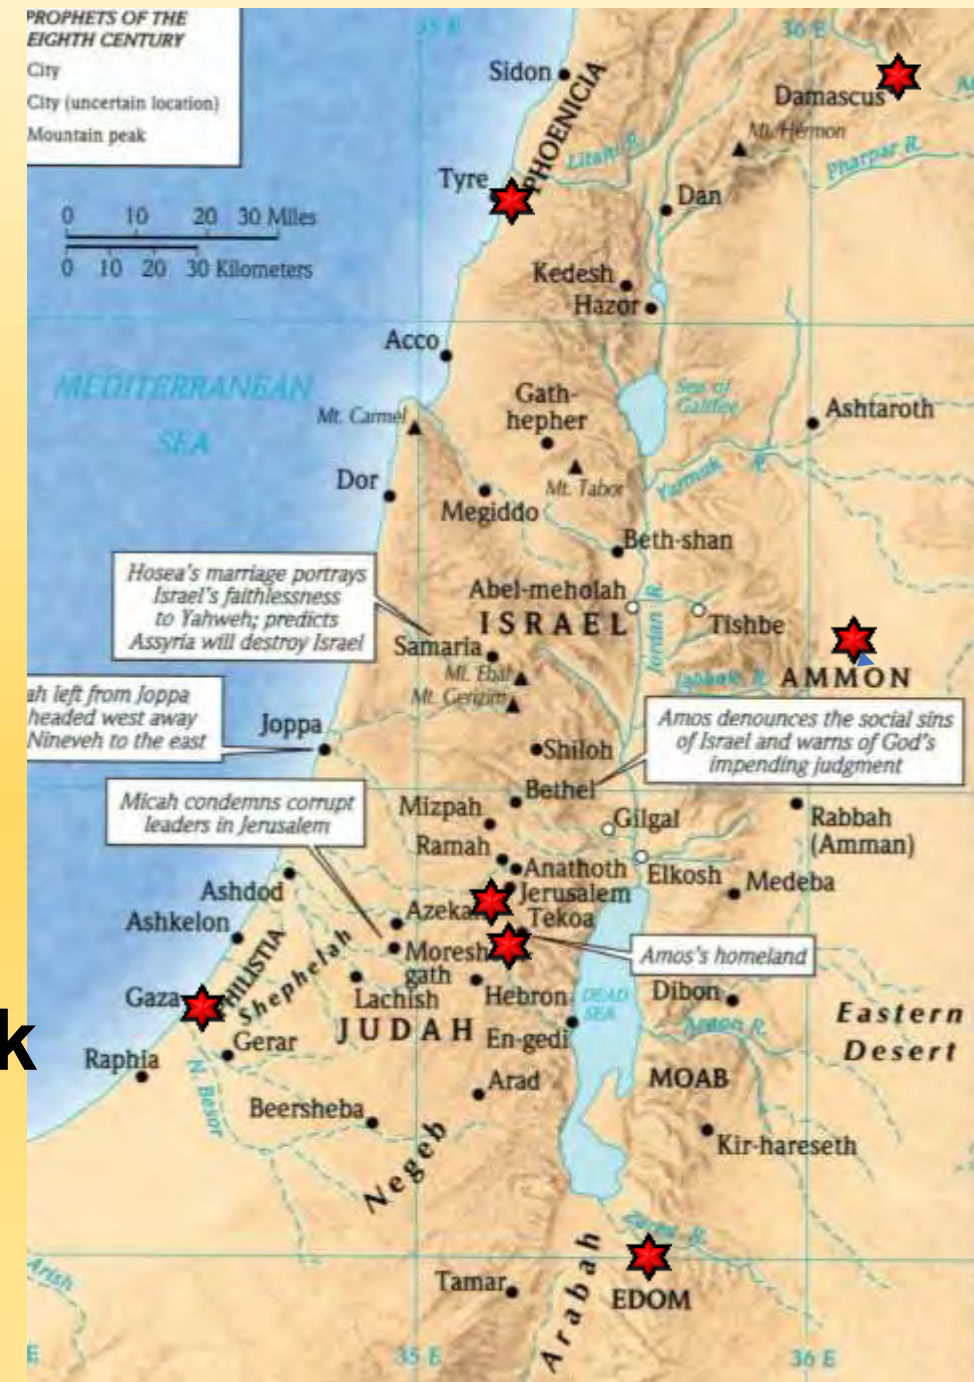 PROPHETS OF THE
EIGHTH CENTURY
City
City (uncertain location)
Mountain peak
35 E
36 E
Sidon
PHOENICIA
Damascus
Mt. Hermon
Litani R.
Pharpar R.
Tyre
Dan
0 10 20 30 Miles
0 10 20 30 Kilometers
Kedesh
Hazor
Acco
MEDITERRANEAN
SEA
Sea of
Galilee
Gath-
hepher
Ashtaroth
Mt. Carmel
Mt. Tabor
Yarmuk R.
Dor
Megiddo
Beth-shan
Hosea's marriage portrays
Israel's faithlessness
to Yahweh; predicts
Assyria will destroy Israel
Abel-meholah
ISRAEL
Jordan R.
Tishbe
Samaria
Mt. Ebal
Mt. Gerizim
Jabbok R.
AMMON
ah left from Joppa
headed west away
Nineveh to the east
Joppa
Amos denounces the social sins
of Israel and warns of God's
impending judgment
Shiloh
Bethel
Micah condemns corrupt
leaders in Jerusalem
Mizpah
Gilgal
Rabbah
(Amman)
Ramah
Anathoth
Elkosh
Medeba
Jerusalem
Ashdod
Azekah
Tekoa
Ashkelon
PHILISTIA
Shephelah
Moresh
gath
Amos's homeland
Gaza
Lachish
Hebron
DEAD
SEA
Dibon
Eastern
Desert
k
JUDAH
En-gedi
Arnon R.
Gerar
Raphia
N. Besor
Arad
MOAB
Beersheba
Negeb
Kir-hareseth
Zered R.
Arabah
Arish
Tamar
EDOM
E
35 E
36 E